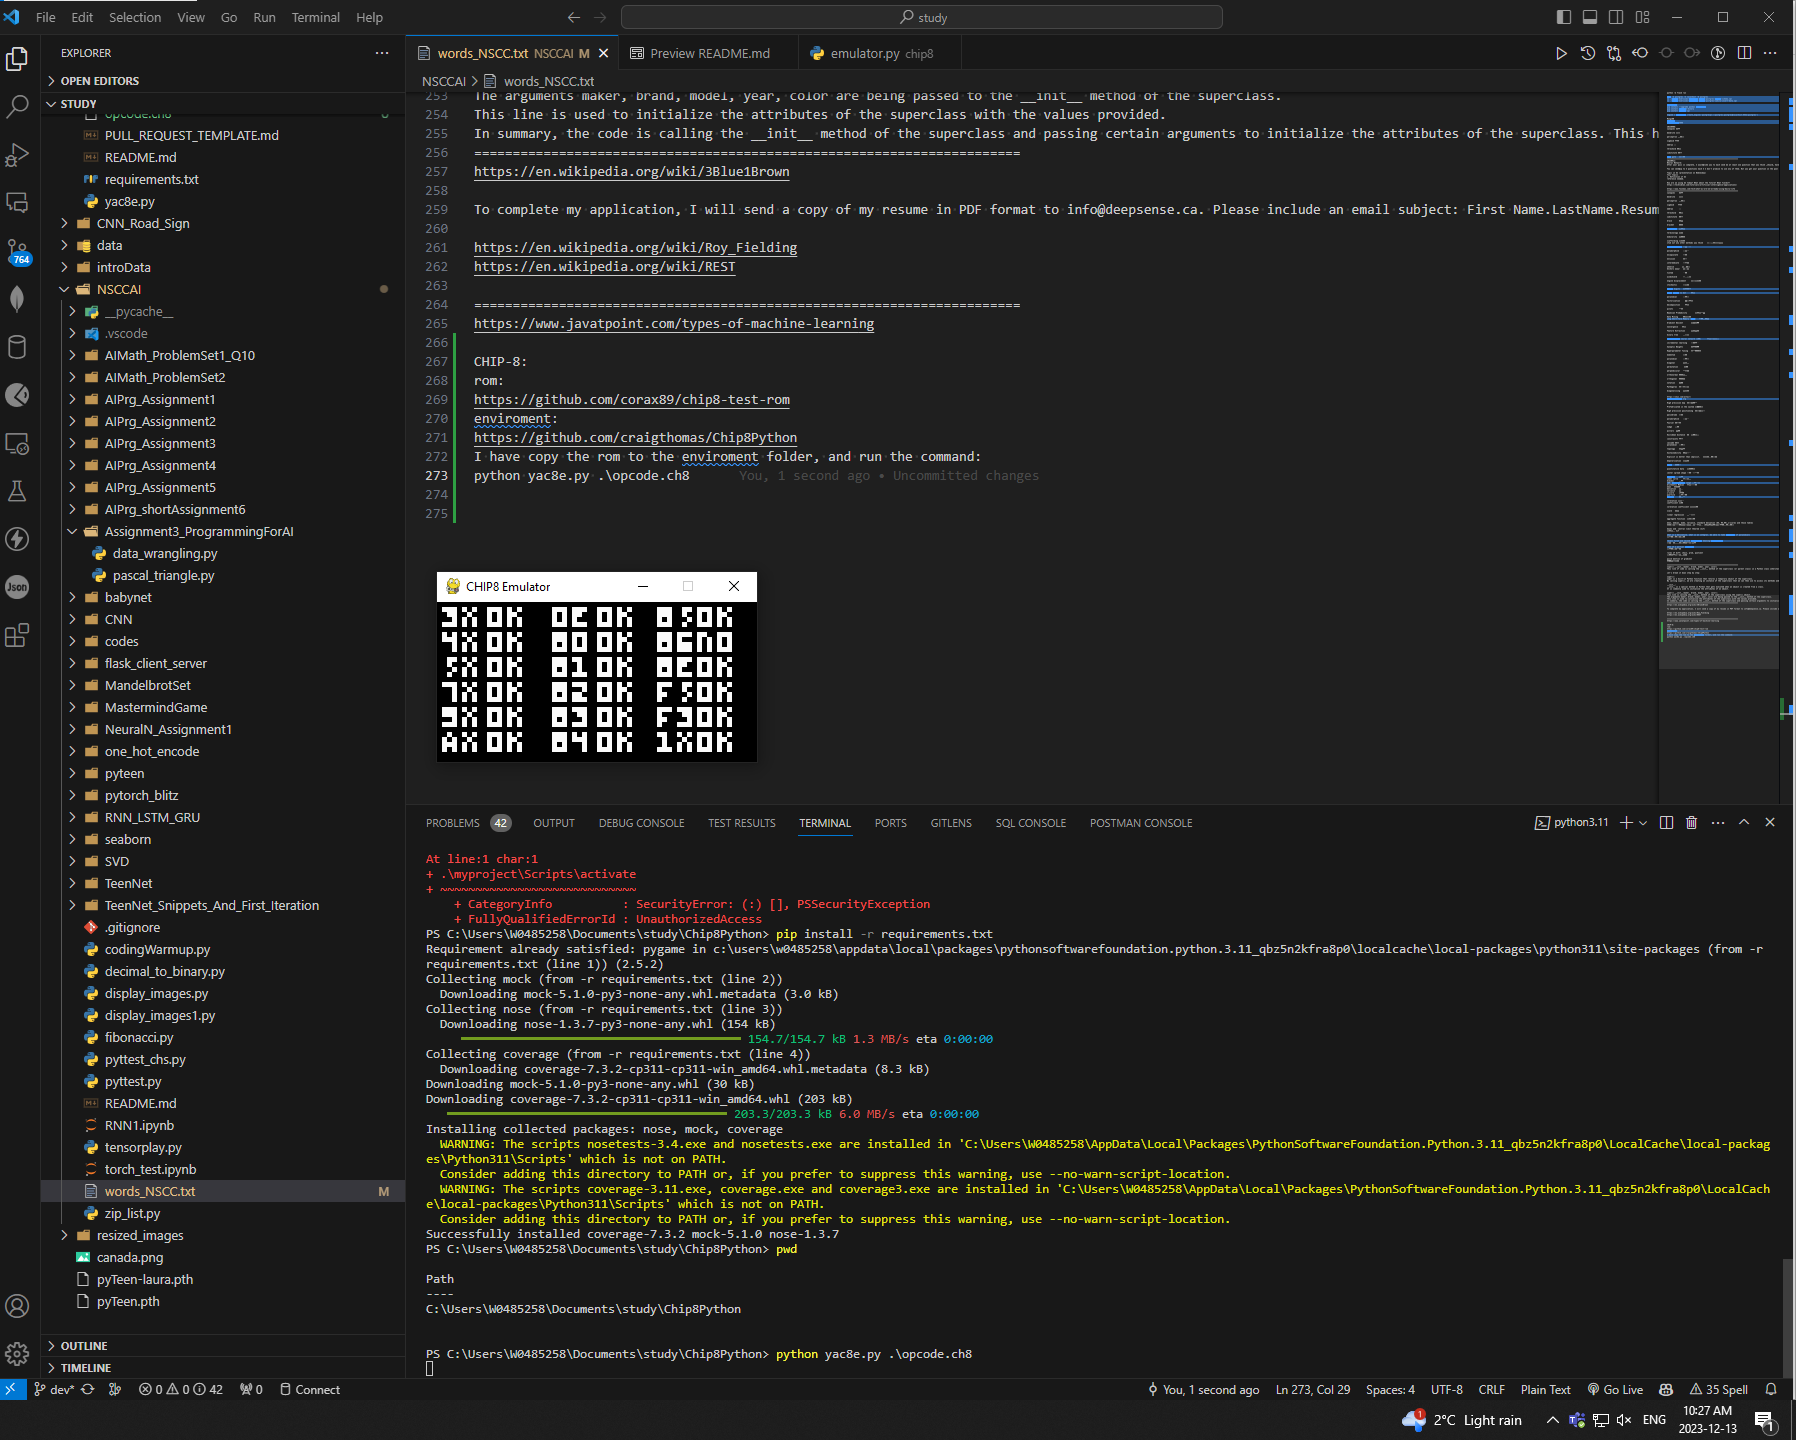 File Edit Selection View Go Run Terminal Help
study
EXPLORER
OPEN EDITORS
STUDY
opcode.ch8
PULL_REQUEST_TEMPLATE.md
README.md
requirements.txt
yac8e.py
CNN_Road_Sign
data
introData
NSCCAI
__pycache__
.vscode
AIMath_ProblemSet1_Q10
AIMath_ProblemSet2
AIPrg_Assignment1
AIPrg_Assignment2
AIPrg_Assignment3
AIPrg_Assignment4
AIPrg_Assignment5
AIPrg_shortAssignment6
Assignment3_ProgrammingForAI
data_wrangling.py
pascal_triangle.py
babynet
CNN
codes
flask_client_server
MandelbrotSet
MastermindGame
NeuralN_Assignment1
one_hot_encode
pyteen
pytorch_blitz
RNN_LSTM_GRU
seaborn
SVD
TeenNet
TeenNet_Snippets_And_First_Iteration
.gitignore
codingWarmup.py
decimal_to_binary.py
display_images.py
display_images1.py
fibonacci.py
pyttest_chs.py
pyttest.py
README.md
RNN1.ipynb
tensorplay.py
torch_test.ipynb
words_NSCC.txt M
zip_list.py
resized_images
canada.png
pyTeen-laura.pth
pyTeen.pth
OUTLINE
TIMELINE
764
Json
words_NSCC.txt NSCCAI M
Preview README.md
emulator.py chip8
NSCCAI > words_NSCC.txt
253 The arguments maker, brand, model, year, color are being passed to the __init__ method of the superclass.
254 This line is used to initialize the attributes of the superclass with the values provided.
255 In summary, the code is calling the __init__ method of the superclass and passing certain arguments to initialize the attributes of the superclass. This h
256 =======================================================================
257 https://en.wikipedia.org/wiki/3Blue1Brown
258
259 To complete my application, I will send a copy of my resume in PDF format to info@deepsense.ca. Please include an email subject: First Name.LastName.Resum
260
261 https://en.wikipedia.org/wiki/Roy_Fielding
262 https://en.wikipedia.org/wiki/REST
263
264 =======================================================================
265 https://www.javatpoint.com/types-of-machine-learning
266
267 CHIP-8:
268 rom:
269 https://github.com/corax89/chip8-test-rom
270 enviroment:
271 https://github.com/craigthomas/Chip8Python
272 I have copy the rom to the enviroment folder, and run the command:
273 python yac8e.py .\opcode.ch8 You, 1 second ago • Uncommitted changes
274
275
CHIP8 Emulator
3X OK 0E OK 8 5OK
4X OK 80 OK 8EOK
5X OK 81 OK 8EOK
7X OK 82 OK F5OK
9X OK 83 OK F3OK
AX OK 84 OK 1XOK
PROBLEMS 42 OUTPUT DEBUG CONSOLE TEST RESULTS TERMINAL PORTS GITLENS SQL CONSOLE POSTMAN CONSOLE
python3.11
At line:1 char:1
+ .\myproject\Scripts\activate
+ ~~~~~~~~~~~~~~~~~~~~~~~~~~~~
+ CategoryInfo : SecurityError: (:) [], PSSecurityException
+ FullyQualifiedErrorId : UnauthorizedAccess
PS C:\Users\W0485258\Documents\study\Chip8Python> pip install -r requirements.txt
Requirement already satisfied: pygame in c:\users\w0485258\appdata\local\packages\pythonsoftwarefoundation.python.3.11_qbz5n2kfra8p0\localcache\local-packages\python311\site-packages (from -r
requirements.txt (line 1)) (2.5.2)
Collecting mock (from -r requirements.txt (line 2))
Downloading mock-5.1.0-py3-none-any.whl.metadata (3.0 kB)
Collecting nose (from -r requirements.txt (line 3))
Downloading nose-1.3.7-py3-none-any.whl (154 kB)
154.7/154.7 kB 1.3 MB/s eta 0:00:00
Collecting coverage (from -r requirements.txt (line 4))
Downloading coverage-7.3.2-cp311-cp311-win_amd64.whl.metadata (8.3 kB)
Downloading mock-5.1.0-py3-none-any.whl (30 kB)
Downloading coverage-7.3.2-cp311-cp311-win_amd64.whl (203 kB)
203.3/203.3 kB 6.0 MB/s eta 0:00:00
Installing collected packages: nose, mock, coverage
WARNING: The scripts nosetests-3.4.exe and nosetests.exe are installed in 'C:\Users\W0485258\AppData\Local\Packages\PythonSoftwareFoundation.Python.3.11_qbz5n2kfra8p0\LocalCache\local-packag
es\Python311\Scripts' which is not on PATH.
Consider adding this directory to PATH or, if you prefer to suppress this warning, use --no-warn-script-location.
WARNING: The scripts coverage-3.11.exe, coverage.exe and coverage3.exe are installed in 'C:\Users\W0485258\AppData\Local\Packages\PythonSoftwareFoundation.Python.3.11_qbz5n2kfra8p0\LocalCach
e\local-packages\Python311\Scripts' which is not on PATH.
Consider adding this directory to PATH or, if you prefer to suppress this warning, use --no-warn-script-location.
Successfully installed coverage-7.3.2 mock-5.1.0 nose-1.3.7
PS C:\Users\W0485258\Documents\study\Chip8Python> pwd
Path
----
C:\Users\W0485258\Documents\study\Chip8Python
PS C:\Users\W0485258\Documents\study\Chip8Python> python yac8e.py .\opcode.ch8
dev* 0 0 42 0 Connect
You, 1 second ago Ln 273, Col 29 Spaces: 4 UTF-8 CRLF Plain Text Go Live 35 Spell
1 2°C Light rain ENG 10:27 AM
2023-12-13 1